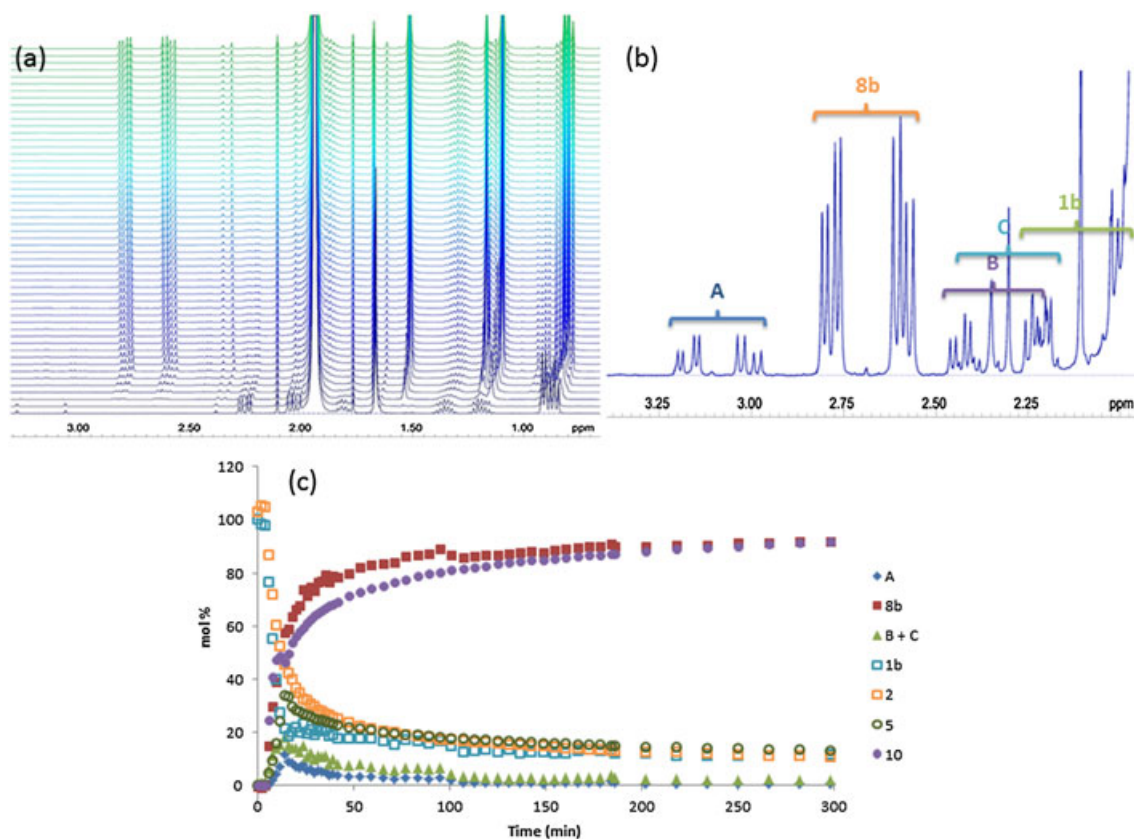 (a)
3.00 2.50 2.00 1.50 1.00 ppm
(b)
8b
1b
C
B
A
3.25 3.00 2.75 2.50 2.25 ppm
(c)
120
100
80
60
40
20
0
mol %
0 50 100 150 200 250 300
Time (min)
A
8b
B + C
1b
2
5
10